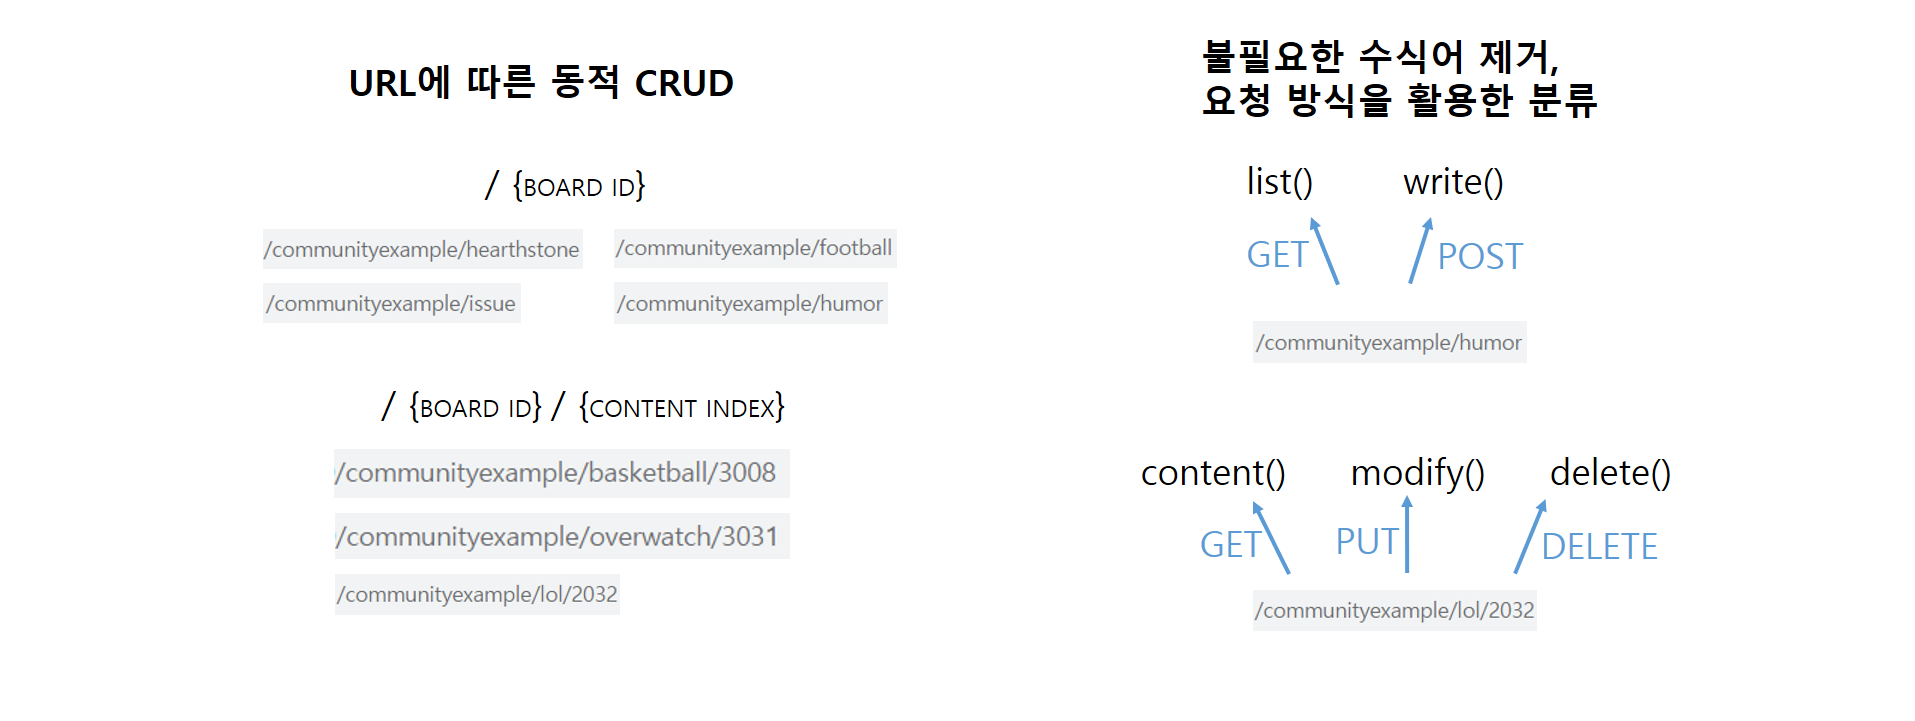 URL에 따른 동적 CRUD
/ {BOARD ID}
/communityexample/hearthstone
/communityexample/football
/communityexample/issue
/communityexample/humor
/ {BOARD ID} / {CONTENT INDEX}
/communityexample/basketball/3008
/communityexample/overwatch/3031
/communityexample/lol/2032
불필요한 수식어 제거,
요청 방식을 활용한 분류
list()
write()
GET
POST
/communityexample/humor
content()
modify()
delete()
GET
PUT
DELETE
/communityexample/lol/2032